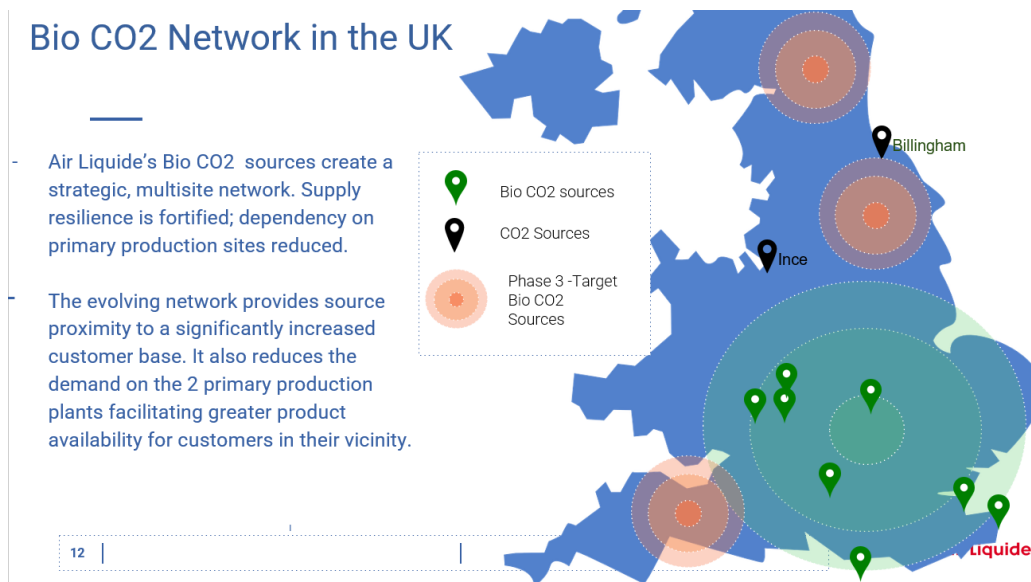 Bio CO2 Network in the UK
- Air Liquide's Bio CO2 sources create a
strategic, multisite network. Supply
resilience is fortified; dependency on
primary production sites reduced.
- The evolving network provides source
proximity to a significantly increased
customer base. It also reduces the
demand on the 2 primary production
plants facilitating greater product
availability for customers in their vicinity.
Bio CO2 sources
CO2 Sources
Phase 3 -Target
Bio CO2
Sources
Billingham
Ince
12
Liquide